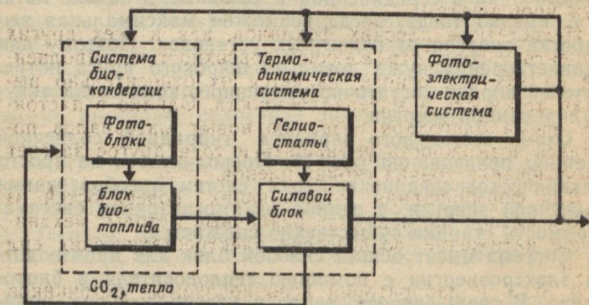 Система
био-
конверсии
Фото-
блоки
Блок
био-
топлива
Термо-
динамическая
система
Гелио-
статы
Силовой
блок
Фото-
электри-
ческая
система
CO₂, тепло